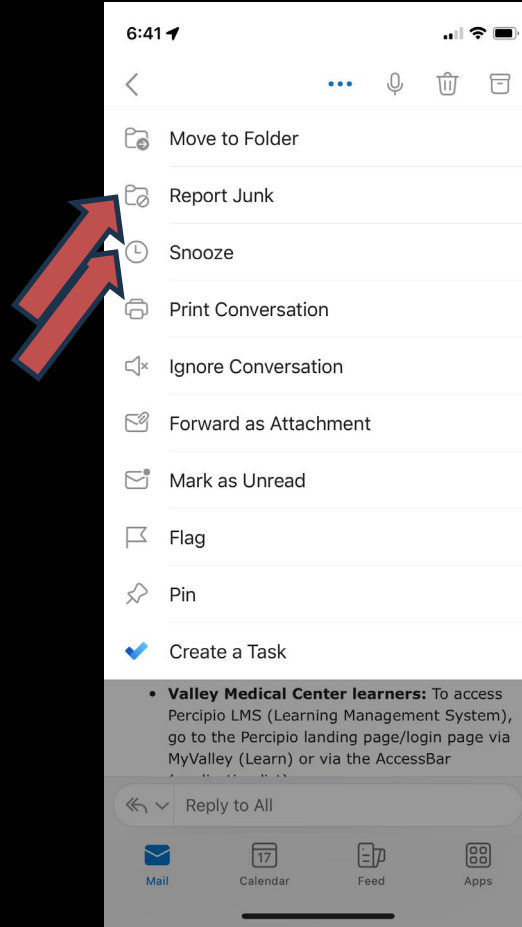 6:41
Move to Folder
Report Junk
Snooze
Print Conversation
Ignore Conversation
Forward as Attachment
Mark as Unread
Flag
Pin
Create a Task
• Valley Medical Center learners: To access
Percipio LMS (Learning Management System),
go to the Percipio landing page/login page via
MyValley (Learn) or via the AccessBar
Reply to All
17
Mail Calendar Feed Apps